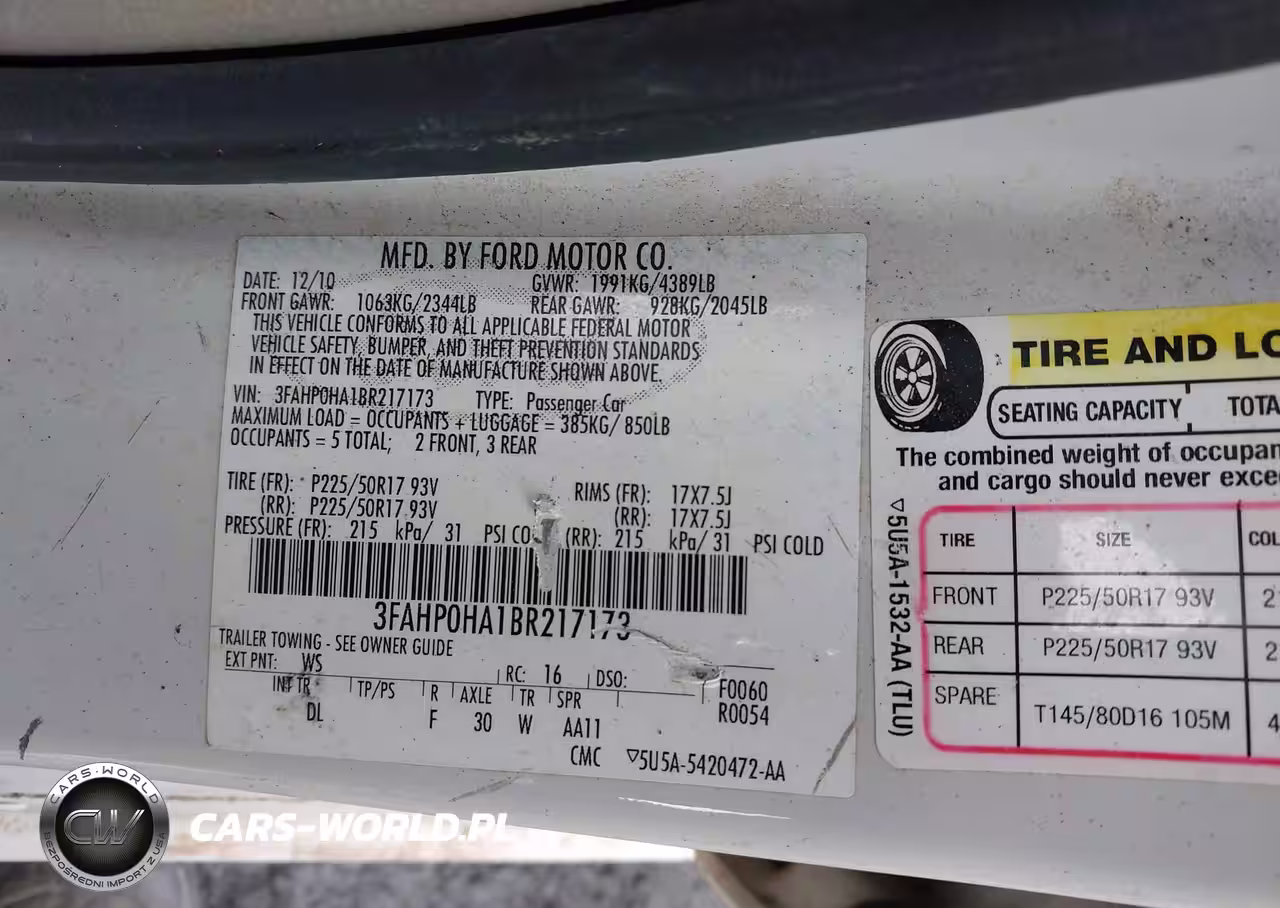 MFD. BY FORD MOTOR CO.
DATE: 12/10 GVWR: 1991KG/4389LB
FRONT GAWR: 1063KG/2344LB REAR GAWR: 928KG/2045LB
THIS VEHICLE CONFORMS TO ALL APPLICABLE FEDERAL MOTOR
VEHICLE SAFETY, BUMPER, AND THEFT PREVENTION STANDARDS
IN EFFECT ON THE DATE OF MANUFACTURE SHOWN ABOVE.
VIN: 3FAHP0HA1BR217173 TYPE: Passenger Car
MAXIMUM LOAD = OCCUPANTS + LUGGAGE = 385KG/ 850LB
OCCUPANTS = 5 TOTAL; 2 FRONT, 3 REAR
TIRE (FR): P225/50R17 93V RIMS (FR): 17X7.5J
(RR): P225/50R17 93V (RR): 17X7.5J
PRESSURE (FR): 215 kPa/ 31 PSI CO (RR): 215 kPa/ 31 PSI COLD
3FAHP0HA1BR217173
TRAILER TOWING - SEE OWNER GUIDE
EXT PNT: WS RC: 16 DSO:
INT TR TP/PS R AXLE TR SPR F0060
DL F 30 W AA11 R0054
CMC ▽5U5A-5420472-AA
TIRE AND LO
SEATING CAPACITY TOTA
The combined weight of occupan
and cargo should never excee
▽5U5A-1532-AA (TLU)
TIRE SIZE COL
FRONT P225/50R17 93V 2
REAR P225/50R17 93V 2
SPARE T145/80D16 105M 4
CARS-WORLD
CW
BEZPOŚREDNI IMPORT Z USA
CARS-WORLD.PL